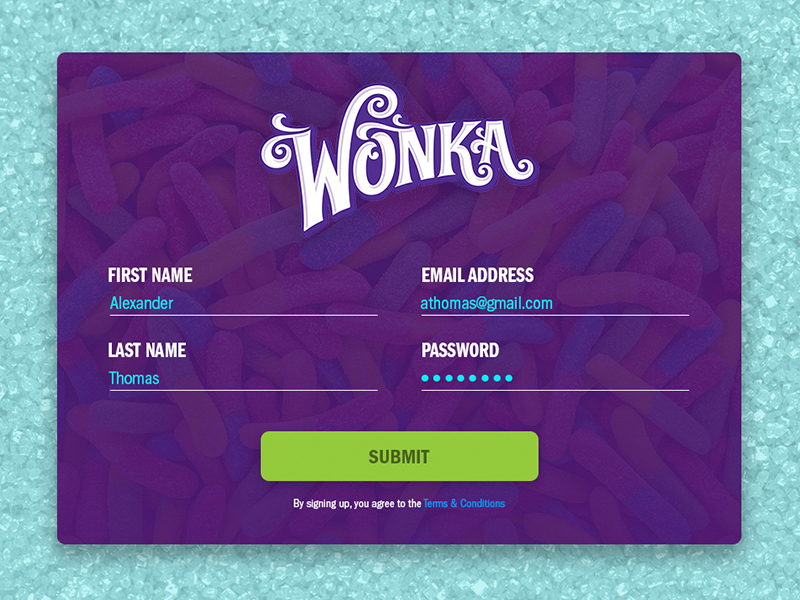 WONKA
FIRST NAME
Alexander
EMAIL ADDRESS
athomas@gmail.com
LAST NAME
Thomas
PASSWORD
••••••••
SUBMIT
By signing up, you agree to the Terms & Conditions